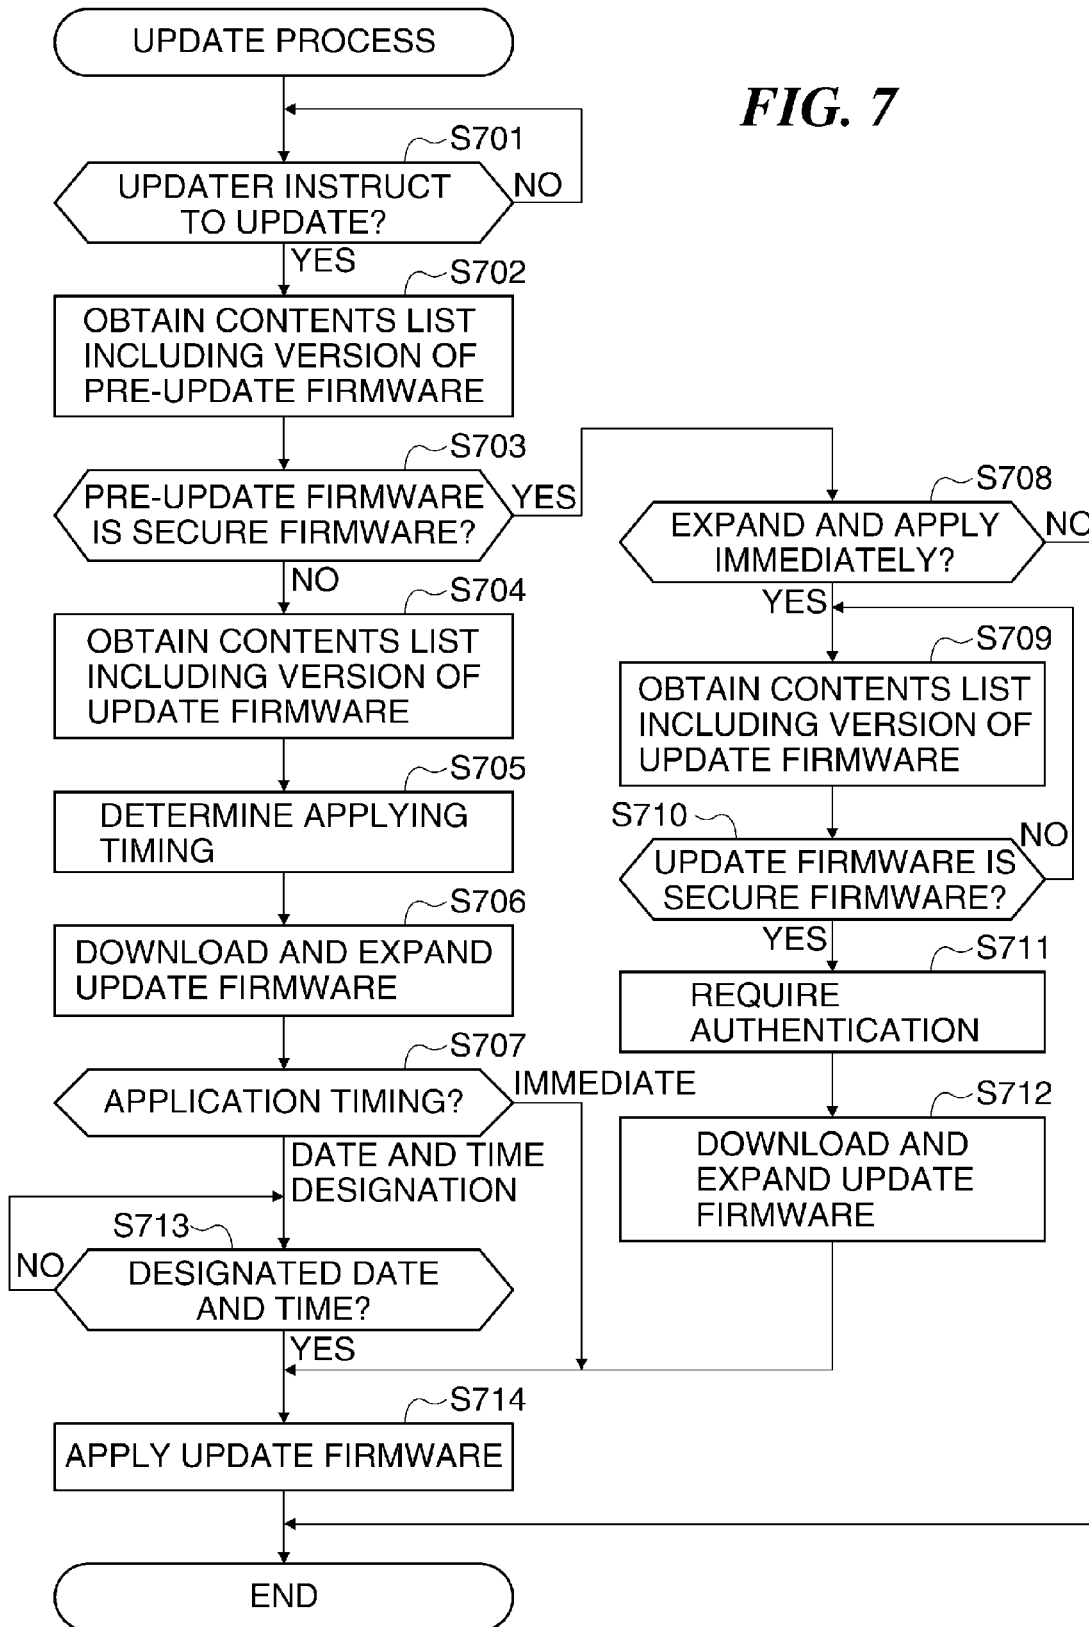 UPDATE PROCESS
FIG. 7
S701
UPDATER INSTRUCT
TO UPDATE?
NO
YES
S702
OBTAIN CONTENTS LIST
INCLUDING VERSION OF
PRE-UPDATE FIRMWARE
S703
PRE-UPDATE FIRMWARE
IS SECURE FIRMWARE?
YES
NO
S704
OBTAIN CONTENTS LIST
INCLUDING VERSION OF
UPDATE FIRMWARE
S705
DETERMINE APPLYING
TIMING
S706
DOWNLOAD AND EXPAND
UPDATE FIRMWARE
S707
APPLICATION TIMING?
IMMEDIATE
DATE AND TIME
DESIGNATION
S713
NO
DESIGNATED DATE
AND TIME?
YES
S708
EXPAND AND APPLY
IMMEDIATELY?
NO
YES
S709
OBTAIN CONTENTS LIST
INCLUDING VERSION OF
UPDATE FIRMWARE
S710
UPDATE FIRMWARE IS
SECURE FIRMWARE?
NO
YES
S711
REQUIRE
AUTHENTICATION
S712
DOWNLOAD AND
EXPAND UPDATE
FIRMWARE
S714
APPLY UPDATE FIRMWARE
END